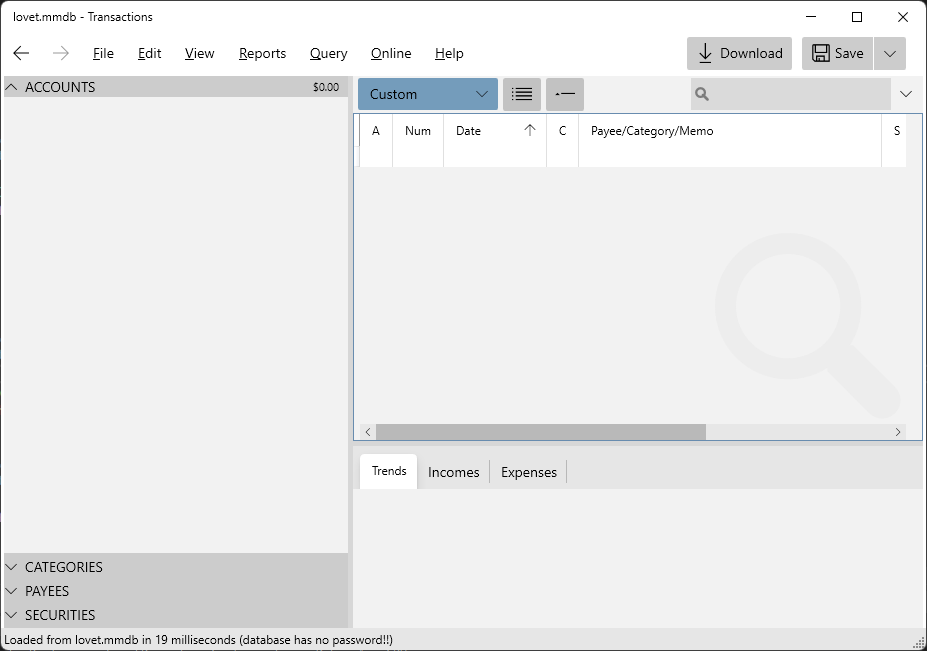 lovet.mmdb - Transactions
File Edit View Reports Query Online Help Download Save
ACCOUNTS $0.00
Custom
A Num Date C Payee/Category/Memo S
Trends Incomes Expenses
CATEGORIES
PAYEES
SECURITIES
Loaded from lovet.mmdb in 19 milliseconds (database has no password!!)